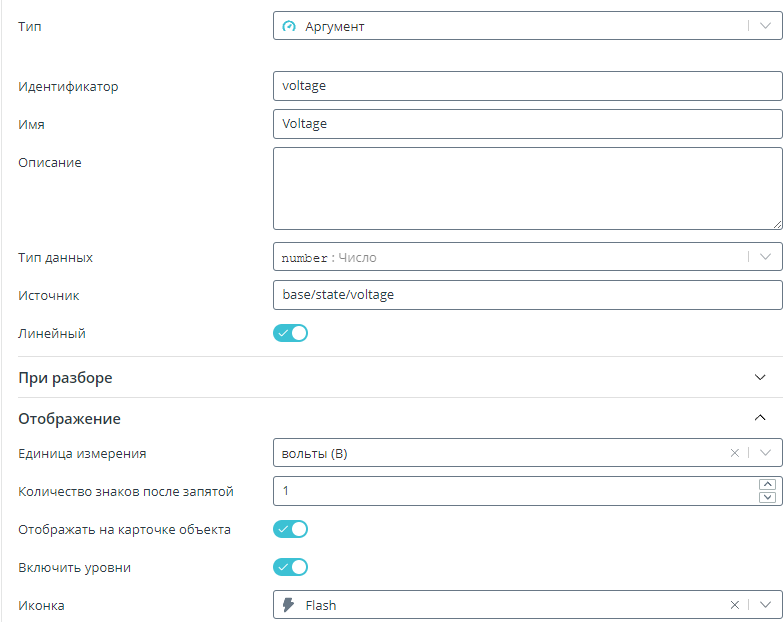 Тип Аргумент
Идентификатор voltage
Имя Voltage
Описание
Тип данных number : Число
Источник base/state/voltage
Линейный
При разборе
Отображение
Единица измерения вольты (В)
Количество знаков после запятой 1
Отображать на карточке объекта
Включить уровни
Иконка Flash